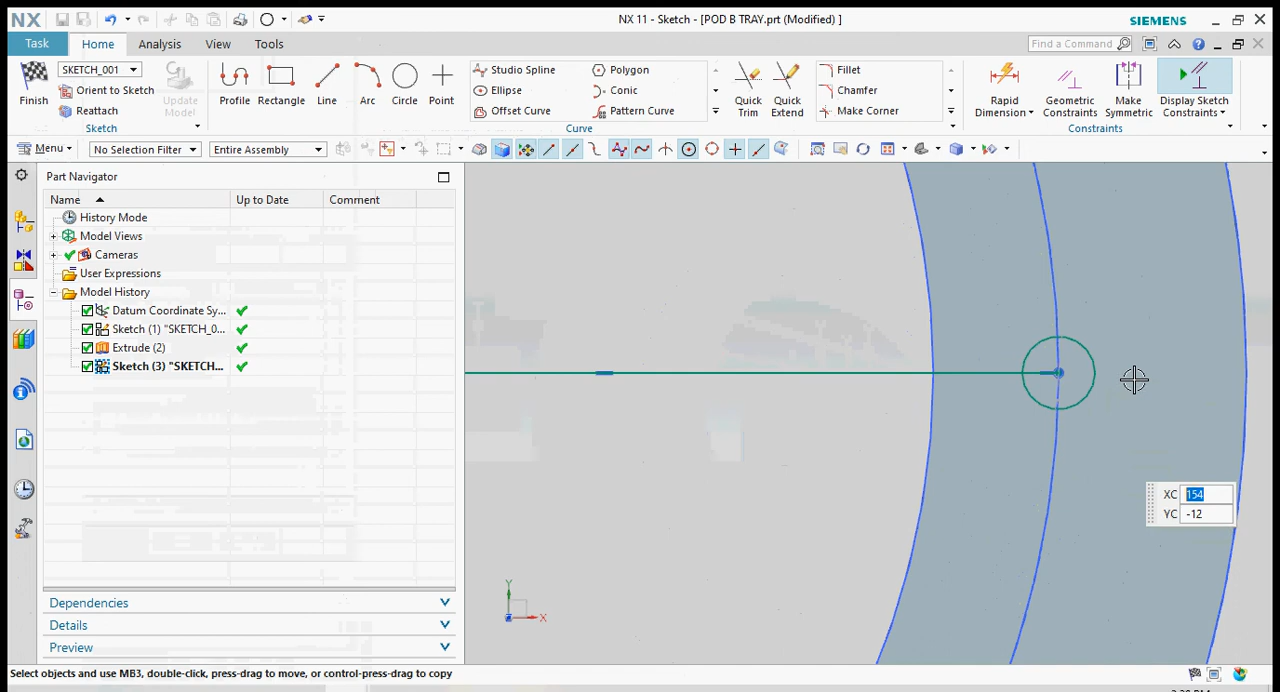 NX
NX 11 - Sketch - [POD B TRAY.prt (Modified) ]
SIEMENS
Task
Home
Analysis
View
Tools
Find a Command
Finish
SKETCH_001
Orient to Sketch
Reattach
Update
Model
Sketch
Profile
Rectangle
Line
Arc
Circle
Point
Studio Spline
Ellipse
Offset Curve
Polygon
Conic
Pattern Curve
Quick
Trim
Quick
Extend
Fillet
Chamfer
Make Corner
Curve
Rapid
Dimension
Geometric
Constraints
Make
Symmetric
Display Sketch
Constraints
Constraints
Menu
No Selection Filter
Entire Assembly
Part Navigator
Name
Up to Date
Comment
History Mode
Model Views
Cameras
User Expressions
Model History
Datum Coordinate Sy...
Sketch (1) "SKETCH_0...
Extrude (2)
Sketch (3) "SKETCH...
Dependencies
Details
Preview
XC 154
YC -12
Y
X
Select objects and use MB3, double-click, press-drag to move, or control-press-drag to copy